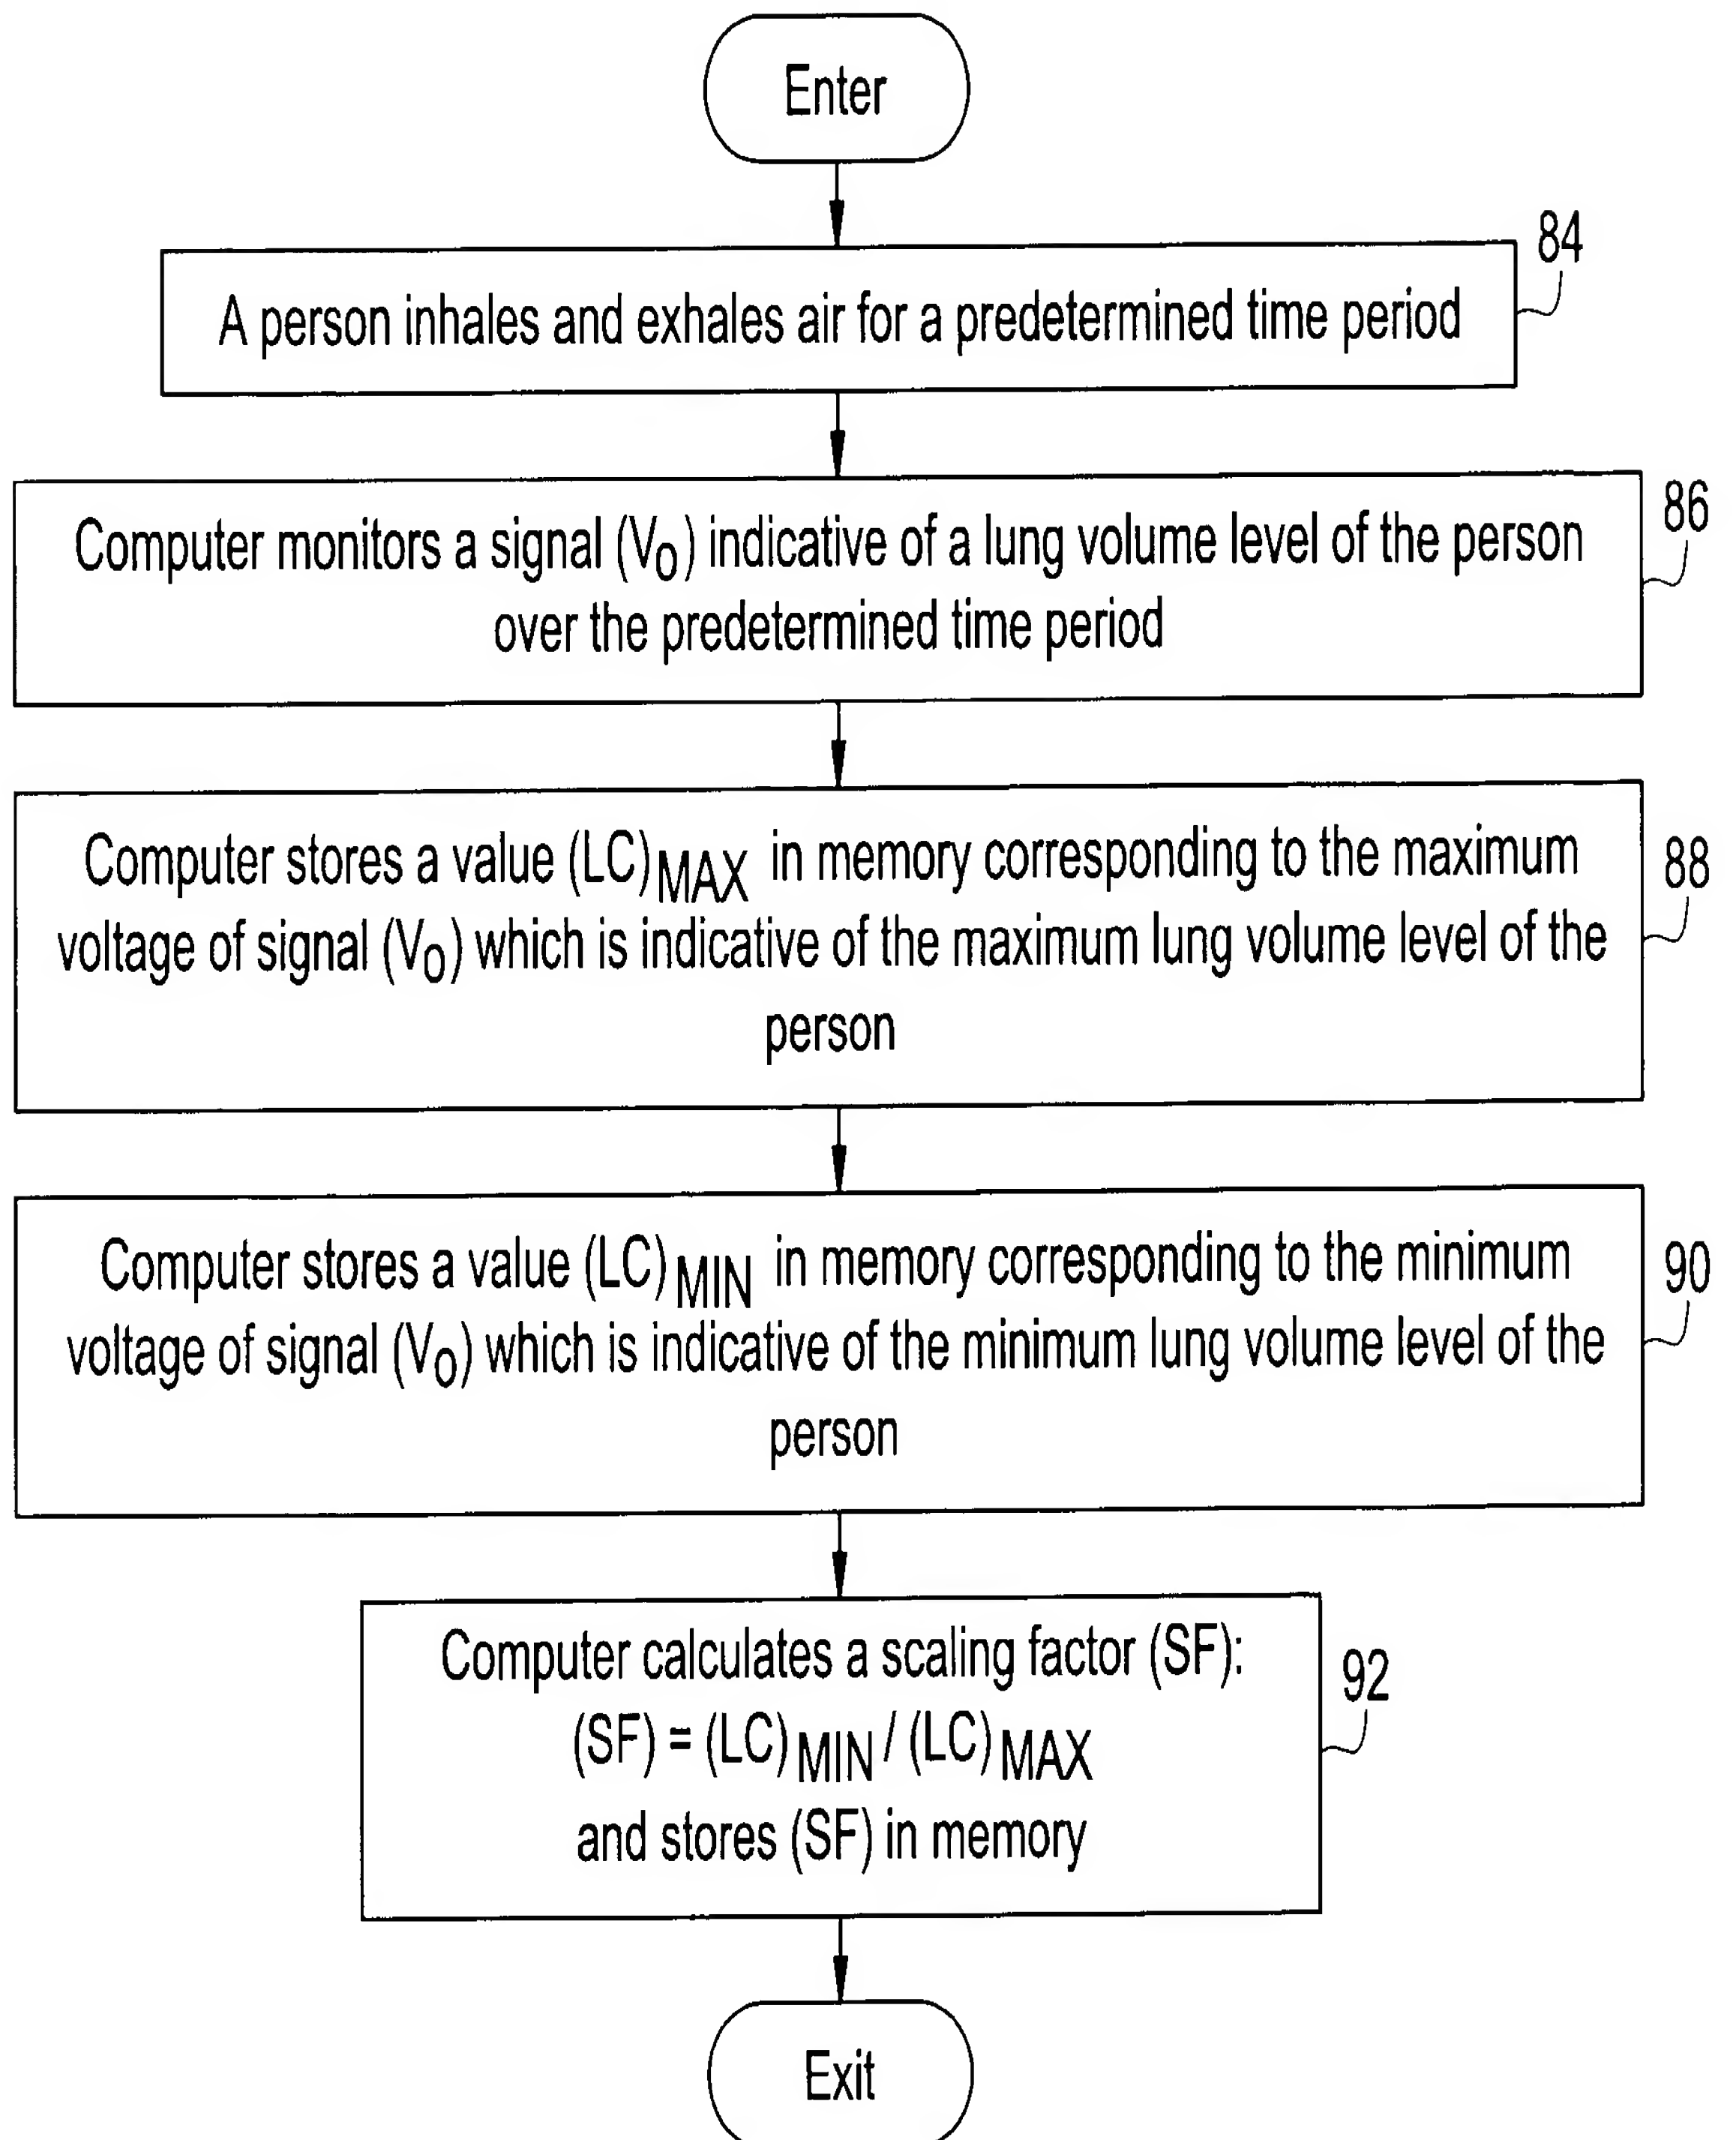 Enter
84
A person inhales and exhales air for a predetermined time period
86
Computer monitors a signal (VO) indicative of a lung volume level of the person
over the predetermined time period
88
Computer stores a value (LC)MAX in memory corresponding to the maximum
voltage of signal (VO) which is indicative of the maximum lung volume level of the
person
90
Computer stores a value (LC)MIN in memory corresponding to the minimum
voltage of signal (VO) which is indicative of the minimum lung volume level of the
person
92
Computer calculates a scaling factor (SF):
(SF) = (LC)MIN / (LC)MAX
and stores (SF) in memory
Exit